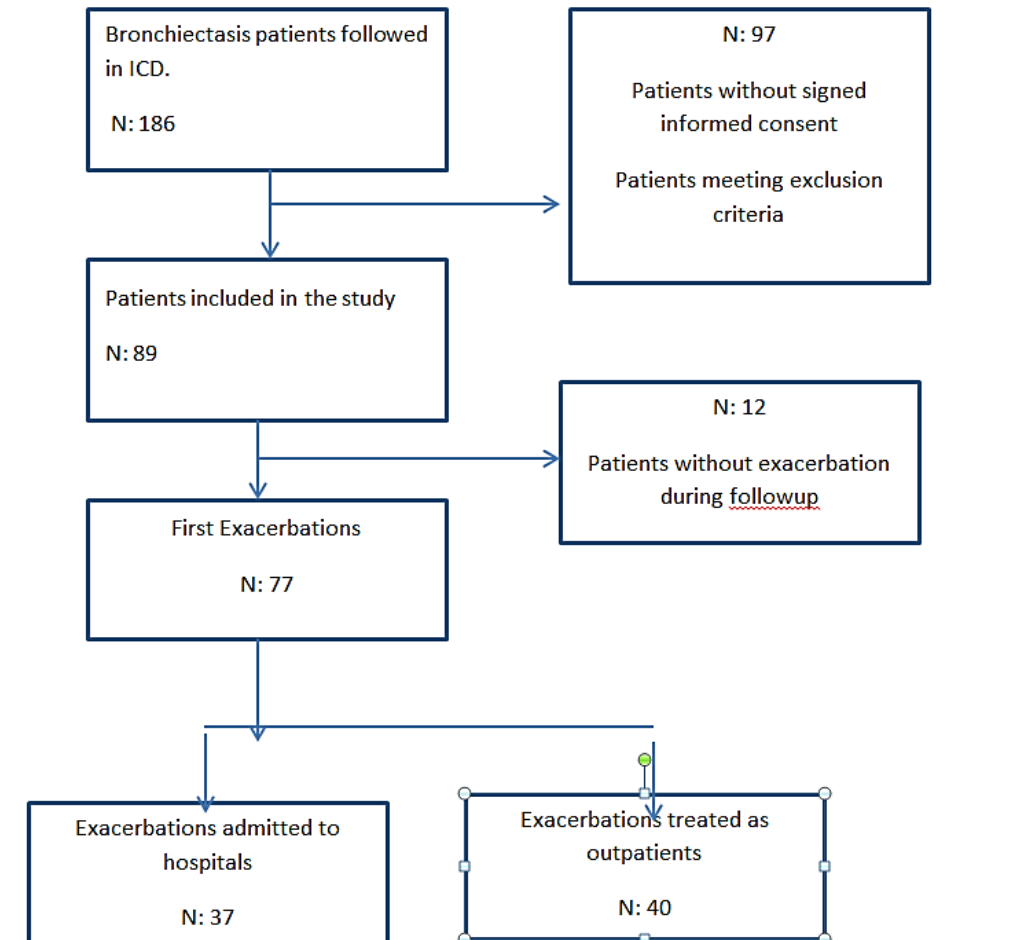 Bronchiectasis patients followed
in ICD.
N: 186
N: 97
Patients without signed
informed consent
Patients meeting exclusion
criteria
Patients included in the study
N: 89
N: 12
Patients without exacerbation
during followup
First Exacerbations
N: 77
Exacerbations admitted to
hospitals
N: 37
Exacerbations treated as
outpatients
N: 40